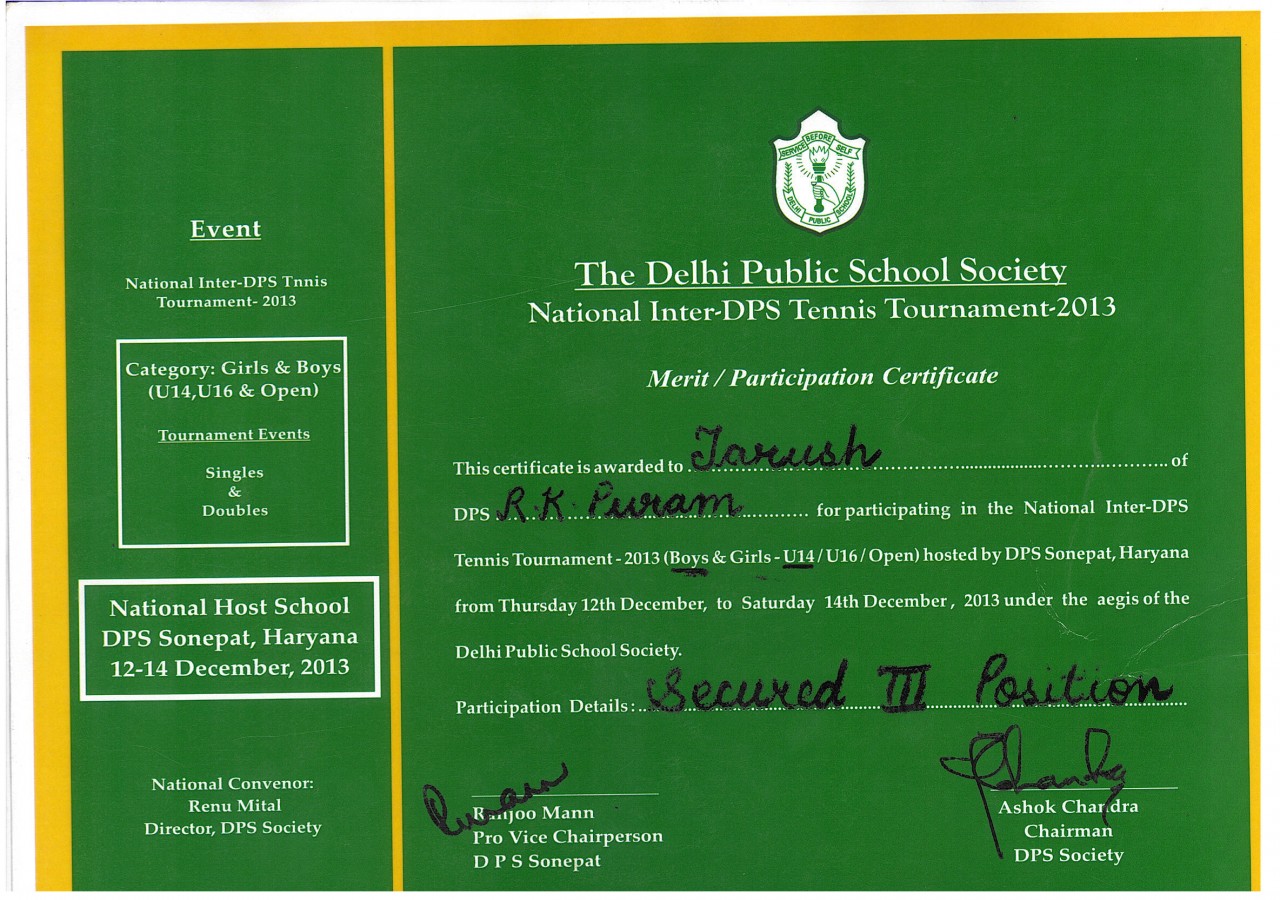 Event
National Inter-DPS Tnnis
Tournament- 2013
Category: Girls & Boys
(U14,U16 & Open)
Tournament Events
Singles
&
Doubles
National Host School
DPS Sonepat, Haryana
12-14 December, 2013
National Convenor:
Renu Mital
Director, DPS Society
SERVICE BEFORE SELF
DELHI PUBLIC SCHOOL
The Delhi Public School Society
National Inter-DPS Tennis Tournament-2013
Merit / Participation Certificate
This certificate is awarded to Tarush of
DPS R.K. Puram for participating in the National Inter-DPS
Tennis Tournament - 2013 (Boys & Girls - U14 / U16 / Open) hosted by DPS Sonepat, Haryana
from Thursday 12th December, to Saturday 14th December, 2013 under the aegis of the
Delhi Public School Society.
Participation Details: Secured III Position
Ranjoo Mann
Pro Vice Chairperson
D P S Sonepat
Ashok Chandra
Chairman
DPS Society